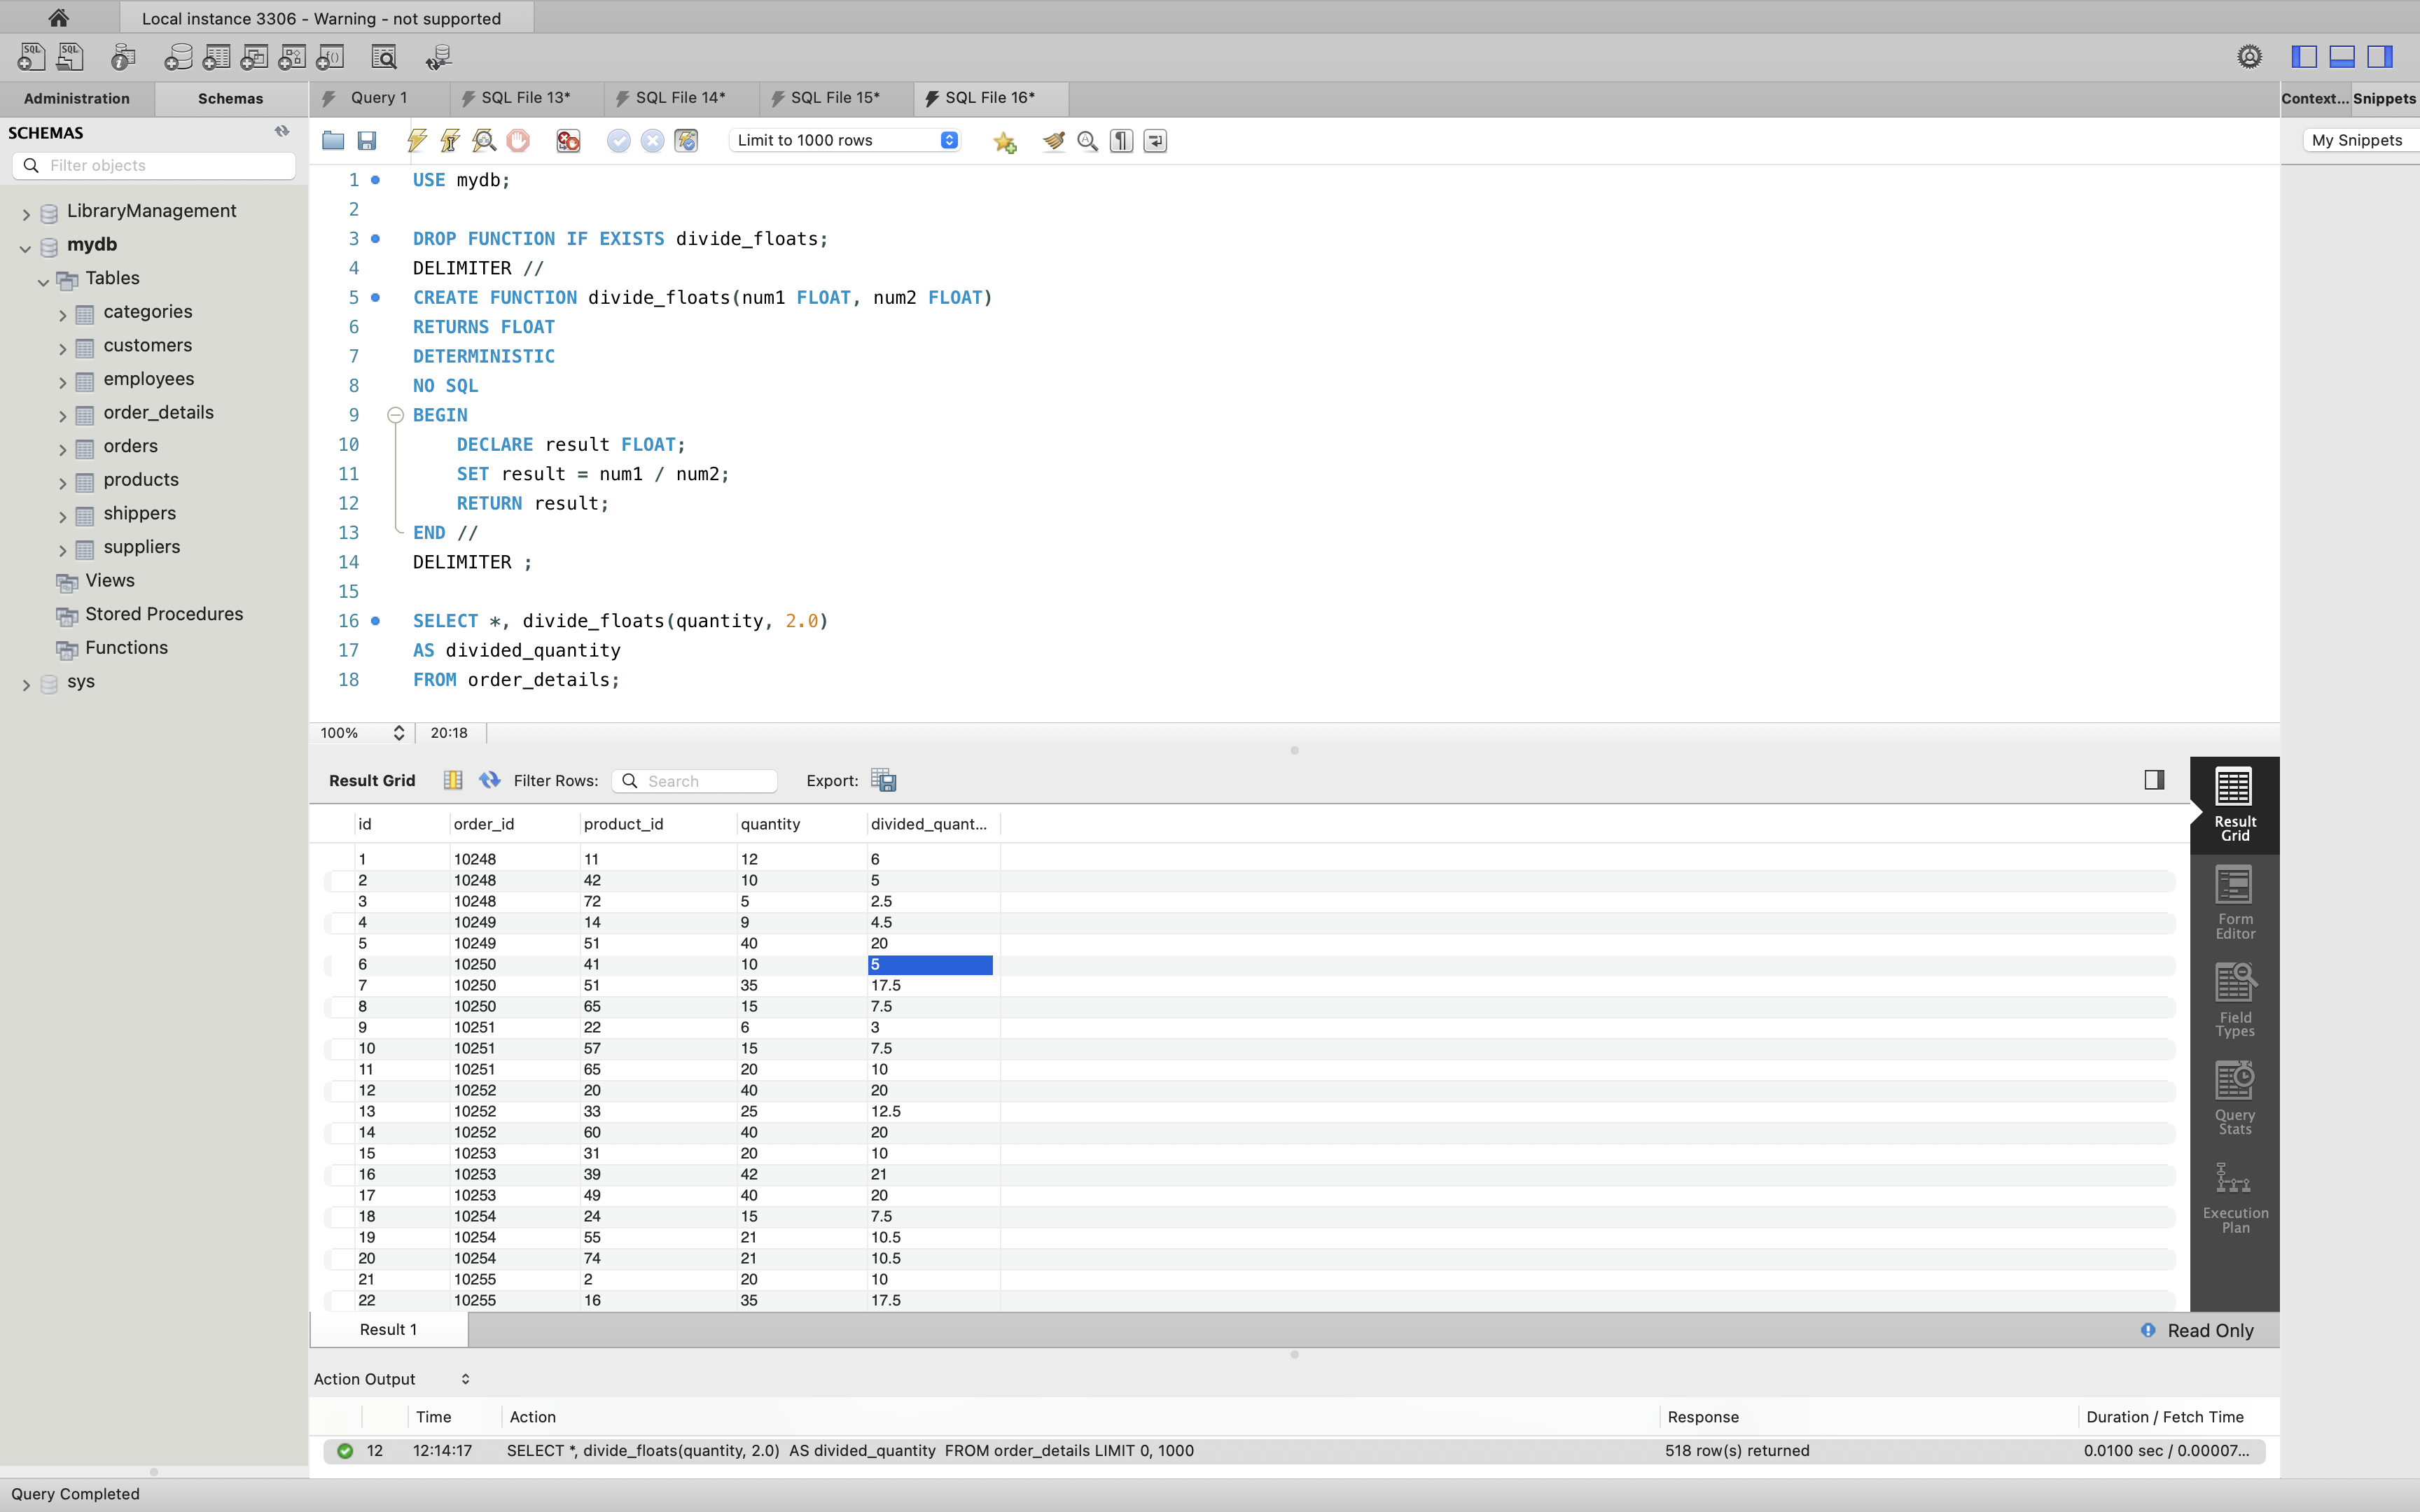 Local instance 3306 - Warning - not supported
Administration Schemas
Query 1 SQL File 13* SQL File 14* SQL File 15* SQL File 16*
Context... Snippets
SCHEMAS
Limit to 1000 rows
My Snippets
Filter objects
LibraryManagement
mydb
Tables
categories
customers
employees
order_details
orders
products
shippers
suppliers
Views
Stored Procedures
Functions
sys
1 USE mydb;
2
3 DROP FUNCTION IF EXISTS divide_floats;
4 DELIMITER //
5 CREATE FUNCTION divide_floats(num1 FLOAT, num2 FLOAT)
6 RETURNS FLOAT
7 DETERMINISTIC
8 NO SQL
9 BEGIN
10 DECLARE result FLOAT;
11 SET result = num1 / num2;
12 RETURN result;
13 END //
14 DELIMITER ;
15
16 SELECT *, divide_floats(quantity, 2.0)
17 AS divided_quantity
18 FROM order_details;
100% 20:18
Result Grid Filter Rows: Search Export:
id order_id product_id quantity divided_quant...
1 10248 11 12 6
2 10248 42 10 5
3 10248 72 5 2.5
4 10249 14 9 4.5
5 10249 51 40 20
6 10250 41 10 5
7 10250 51 35 17.5
8 10250 65 15 7.5
9 10251 22 6 3
10 10251 57 15 7.5
11 10251 65 20 10
12 10252 20 40 20
13 10252 33 25 12.5
14 10252 60 40 20
15 10253 31 20 10
16 10253 39 42 21
17 10253 49 40 20
18 10254 24 15 7.5
19 10254 55 21 10.5
20 10254 74 21 10.5
21 10255 2 20 10
22 10255 16 35 17.5
Result
Grid
Form
Editor
Field
Types
Query
Stats
Execution
Plan
Result 1 Read Only
Action Output
Time Action Response Duration / Fetch Time
12 12:14:17 SELECT *, divide_floats(quantity, 2.0) AS divided_quantity FROM order_details LIMIT 0, 1000 518 row(s) returned 0.0100 sec / 0.00007...
Query Completed